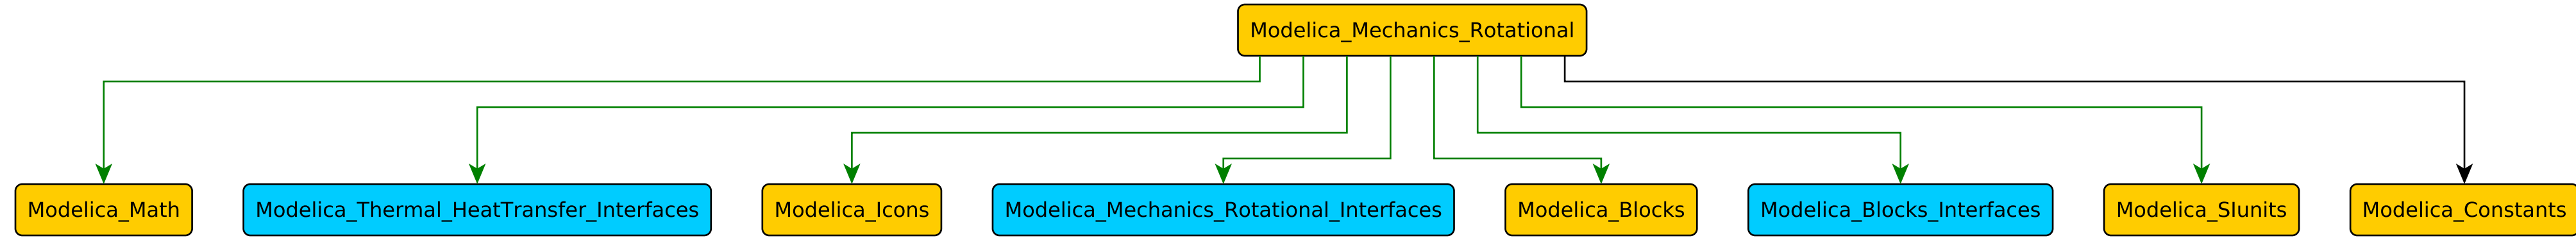 Modelica_Mechanics_Rotational
Modelica_Math
Modelica_Thermal_HeatTransfer_Interfaces
Modelica_Icons
Modelica_Mechanics_Rotational_Interfaces
Modelica_Blocks
Modelica_Blocks_Interfaces
Modelica_SIunits
Modelica_Constants